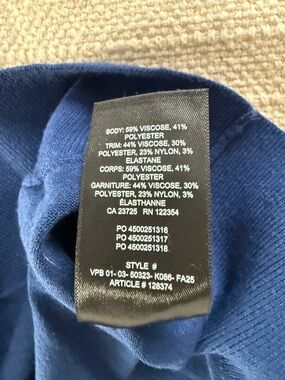 BODY: 59% VISCOSE, 41%
POLYESTER
TRIM: 44% VISCOSE, 30%
POLYESTER, 23% NYLON, 3%
ELASTANE
CORPS: 59% VISCOSE, 41%
POLYESTER
GARNITURE: 44% VISCOSE, 30%
POLYESTER, 23% NYLON, 3%
ÉLASTHANNE
CA 23725 RN 122354
PO 4500251316
PO 4500251317
PO 4500251318
STYLE #
VPB 01- 03- 50323- K086- FA25
ARTICLE # 126374